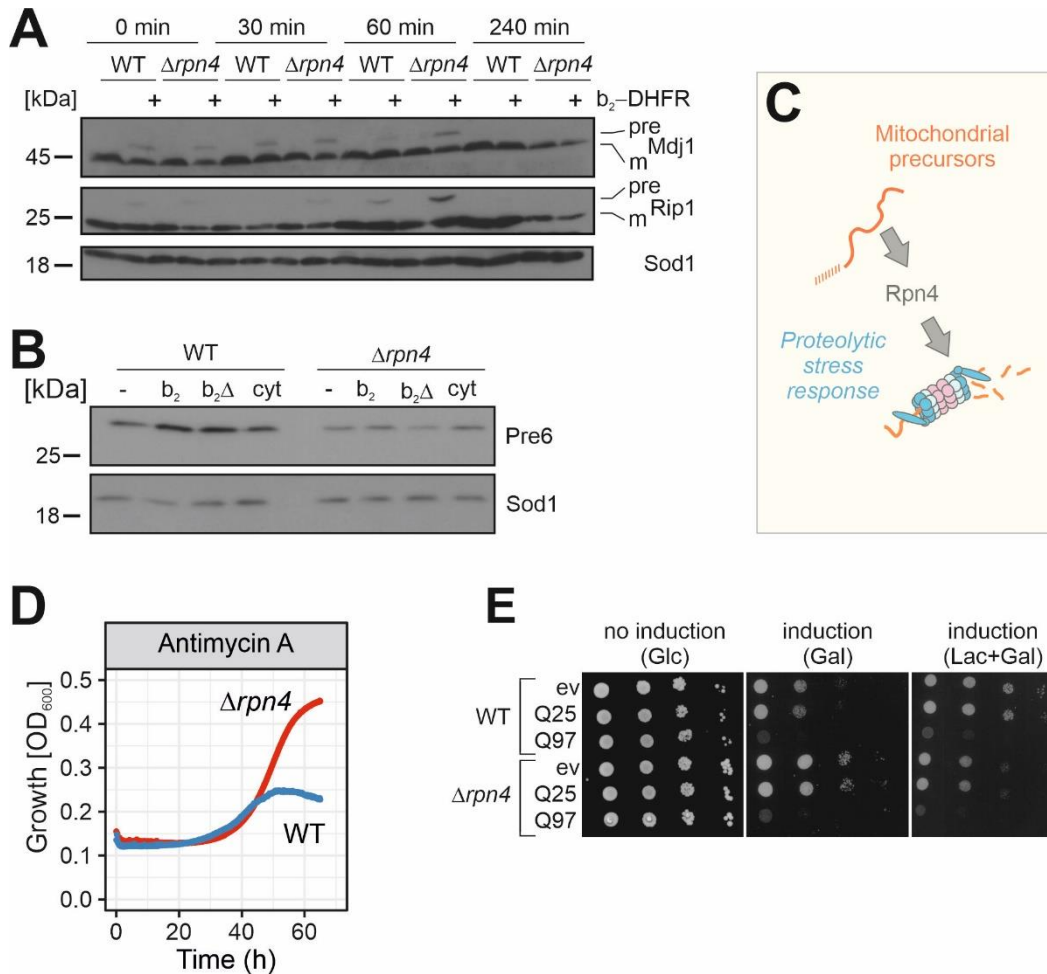 A
0 min 30 min 60 min 240 min
WT Δrpn4 WT Δrpn4 WT Δrpn4 WT Δrpn4
[kDa] + + + + + + + + b₂–DHFR
pre
45 m Mdj1
pre
25 m Rip1
18 Sod1
B
WT Δrpn4
[kDa] - b₂ b₂Δ cyt - b₂ b₂Δ cyt
Pre6
25
Sod1
18
C
Mitochondrial
precursors
Rpn4
Proteolytic
stress
response
D
Antimycin A
Growth [OD₆₀₀]
0.5
0.4
0.3
0.2
0.1
0.0
Δrpn4
WT
0 20 40 60
Time (h)
E
no induction
(Glc)
induction
(Gal)
induction
(Lac+Gal)
WT
ev
Q25
Q97
Δrpn4
ev
Q25
Q97